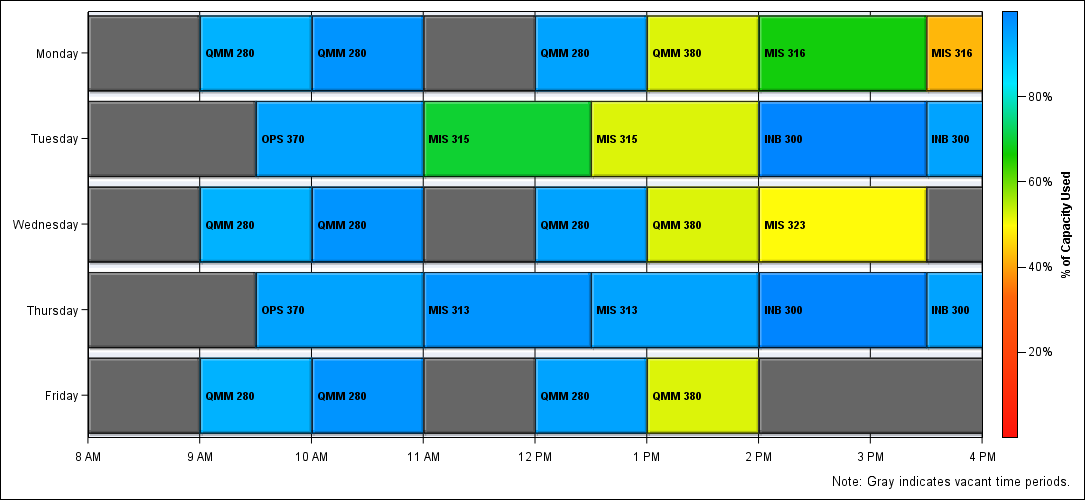 Monday
QMM 280
QMM 280
QMM 280
QMM 380
MIS 316
MIS 316
Tuesday
OPS 370
MIS 315
MIS 315
INB 300
INB 300
Wednesday
QMM 280
QMM 280
QMM 280
QMM 380
MIS 323
Thursday
OPS 370
MIS 313
MIS 313
INB 300
INB 300
Friday
QMM 280
QMM 280
QMM 280
QMM 380
8 AM
9 AM
10 AM
11 AM
12 PM
1 PM
2 PM
3 PM
4 PM
80%
60%
40%
20%
% of Capacity Used
Note: Gray indicates vacant time periods.